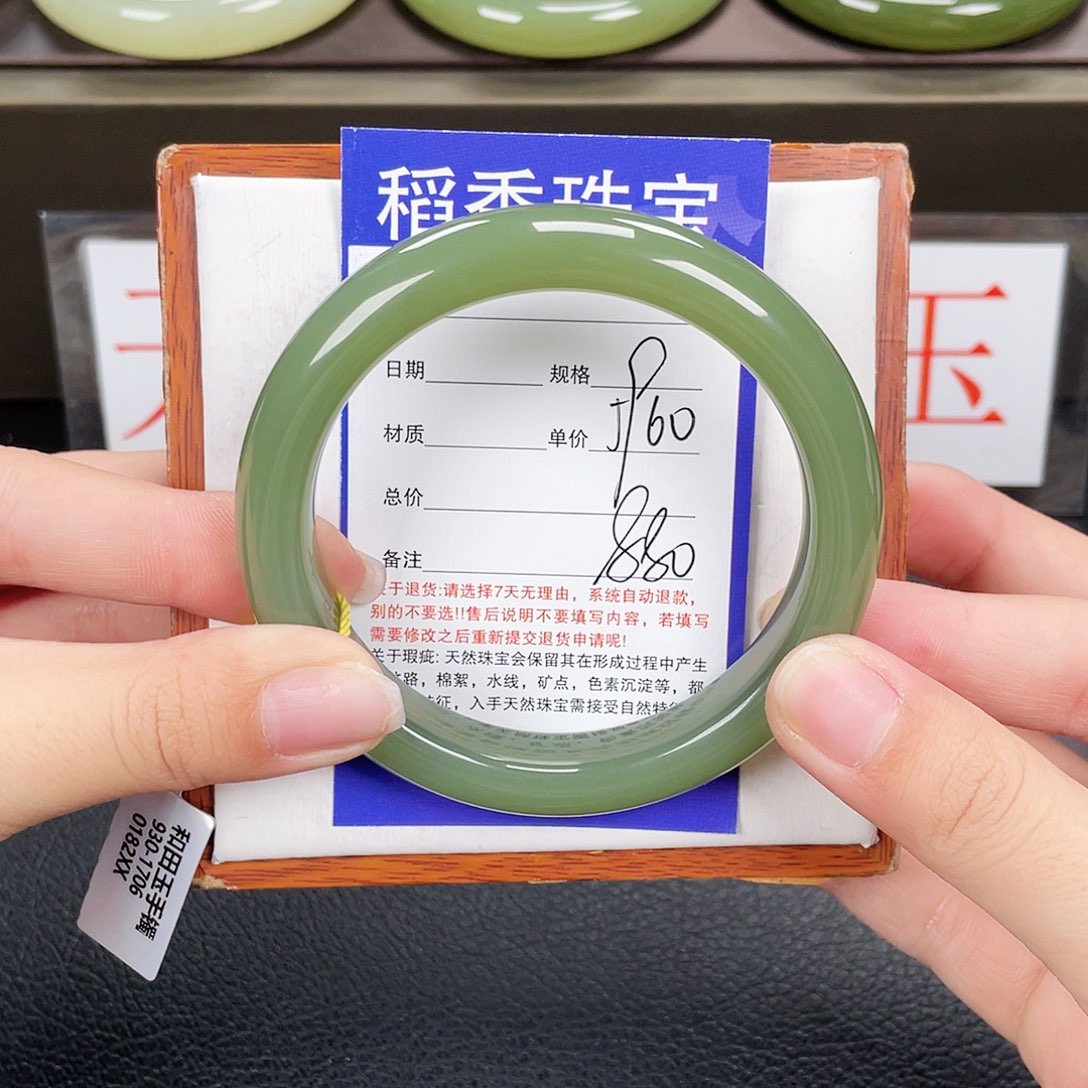 稻香珠宝
日期 规格
材质 单价 160
总价
备注 880
关于退货:请选择7天无理由，系统自动退款，
别的不要选!!售后说明不要填写内容，若填写
需要修改之后重新提交退货申请呢!
关于瑕疵: 天然珠宝会保留其在形成过程中产生
路，棉絮，水线，矿点，色素沉淀等，都
征，入手天然珠宝需接受自然特
玉
和田玉手镯
930-1706
0182XX